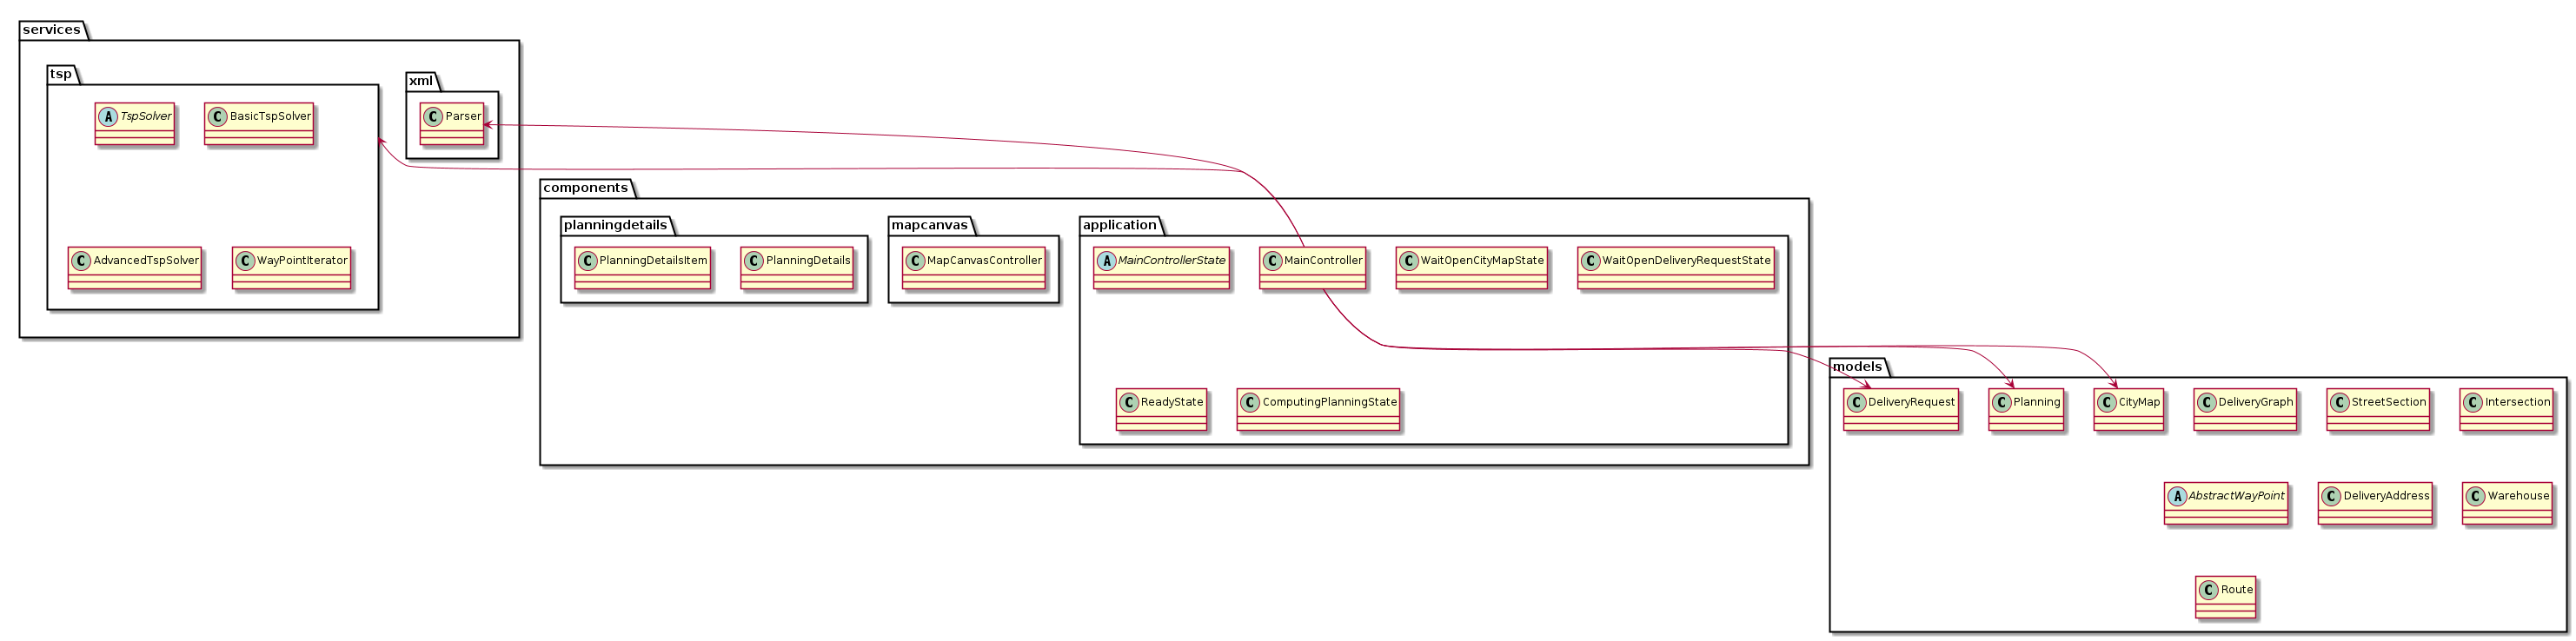 services
tsp
xml
A TspSolver
C BasicTspSolver
C Parser
C AdvancedTspSolver
C WayPointIterator
components
planningdetails
mapcanvas
application
C PlanningDetailsItem
C PlanningDetails
C MapCanvasController
A MainControllerState
C MainController
C WaitOpenCityMapState
C WaitOpenDeliveryRequestState
C ReadyState
C ComputingPlanningState
models
C DeliveryRequest
C Planning
C CityMap
C DeliveryGraph
C StreetSection
C Intersection
A AbstractWayPoint
C DeliveryAddress
C Warehouse
C Route